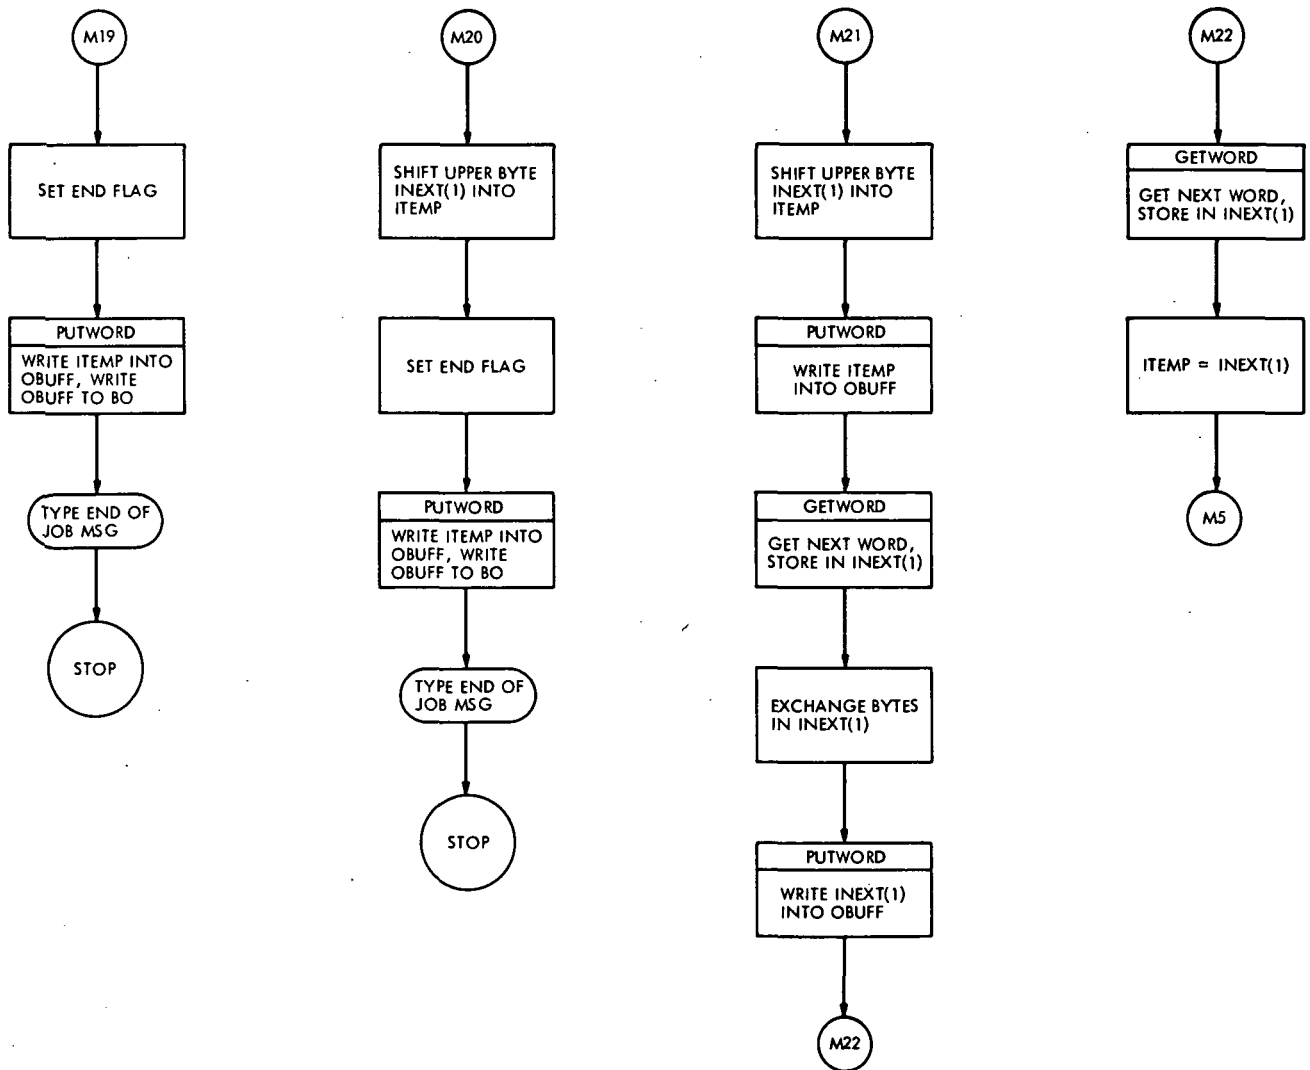 M19
SET END FLAG
PUTWORD
WRITE ITEMP INTO
OBUFF, WRITE
OBUFF TO BO
TYPE END OF
JOB MSG
STOP
M20
SHIFT UPPER BYTE
INEXT(1) INTO
ITEMP
SET END FLAG
PUTWORD
WRITE ITEMP INTO
OBUFF, WRITE
OBUFF TO BO
TYPE END OF
JOB MSG
STOP
M21
SHIFT UPPER BYTE
INEXT(1) INTO
ITEMP
PUTWORD
WRITE ITEMP
INTO OBUFF
GETWORD
GET NEXT WORD,
STORE IN INEXT(1)
EXCHANGE BYTES
IN INEXT(1)
PUTWORD
WRITE INEXT(1)
INTO OBUFF
M22
M22
GETWORD
GET NEXT WORD,
STORE IN INEXT(1)
ITEMP = INEXT(1)
M5